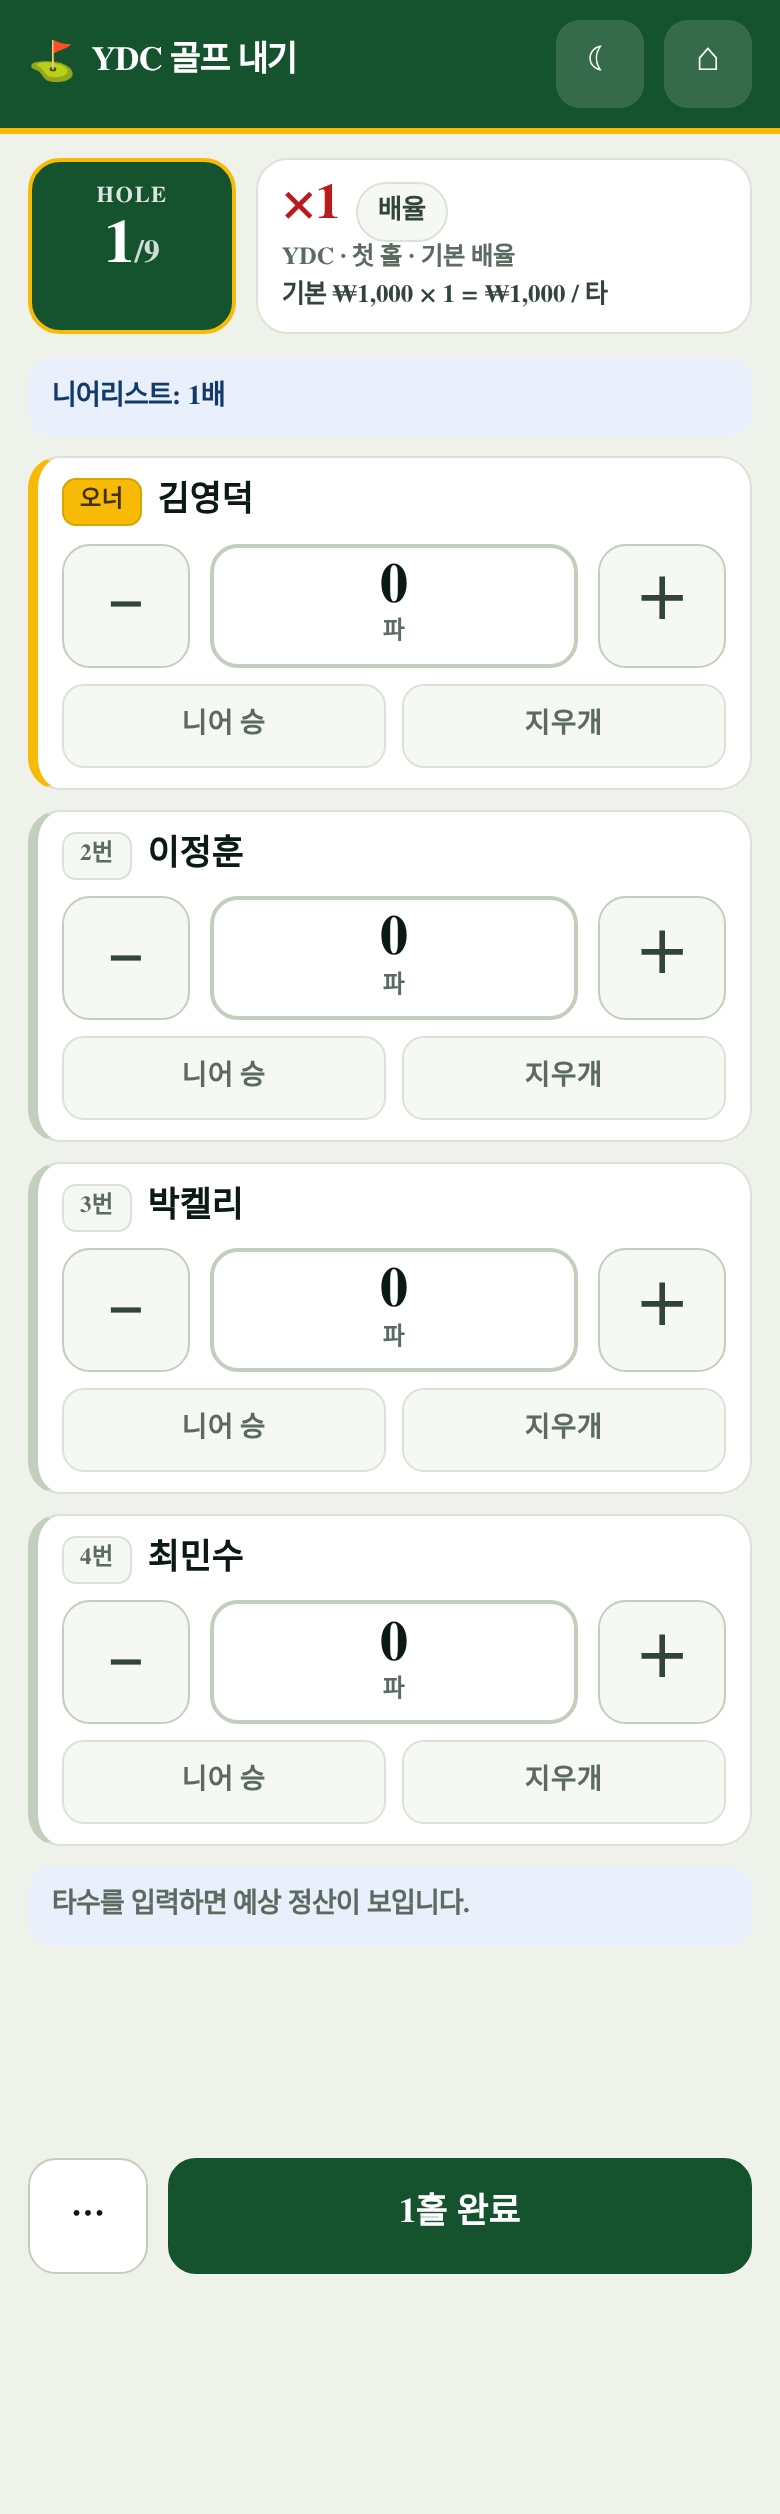 YDC 골프 내기
HOLE
1/9
×1 배율
YDC · 첫 홀 · 기본 배율
기본 ₩1,000 × 1 = ₩1,000 / 타
니어리스트: 1배
오너 김영덕
− 0 +
파
니어 승 지우개
2번 이정훈
− 0 +
파
니어 승 지우개
3번 박켈리
− 0 +
파
니어 승 지우개
4번 최민수
− 0 +
파
니어 승 지우개
타수를 입력하면 예상 정산이 보입니다.
… 1홀 완료